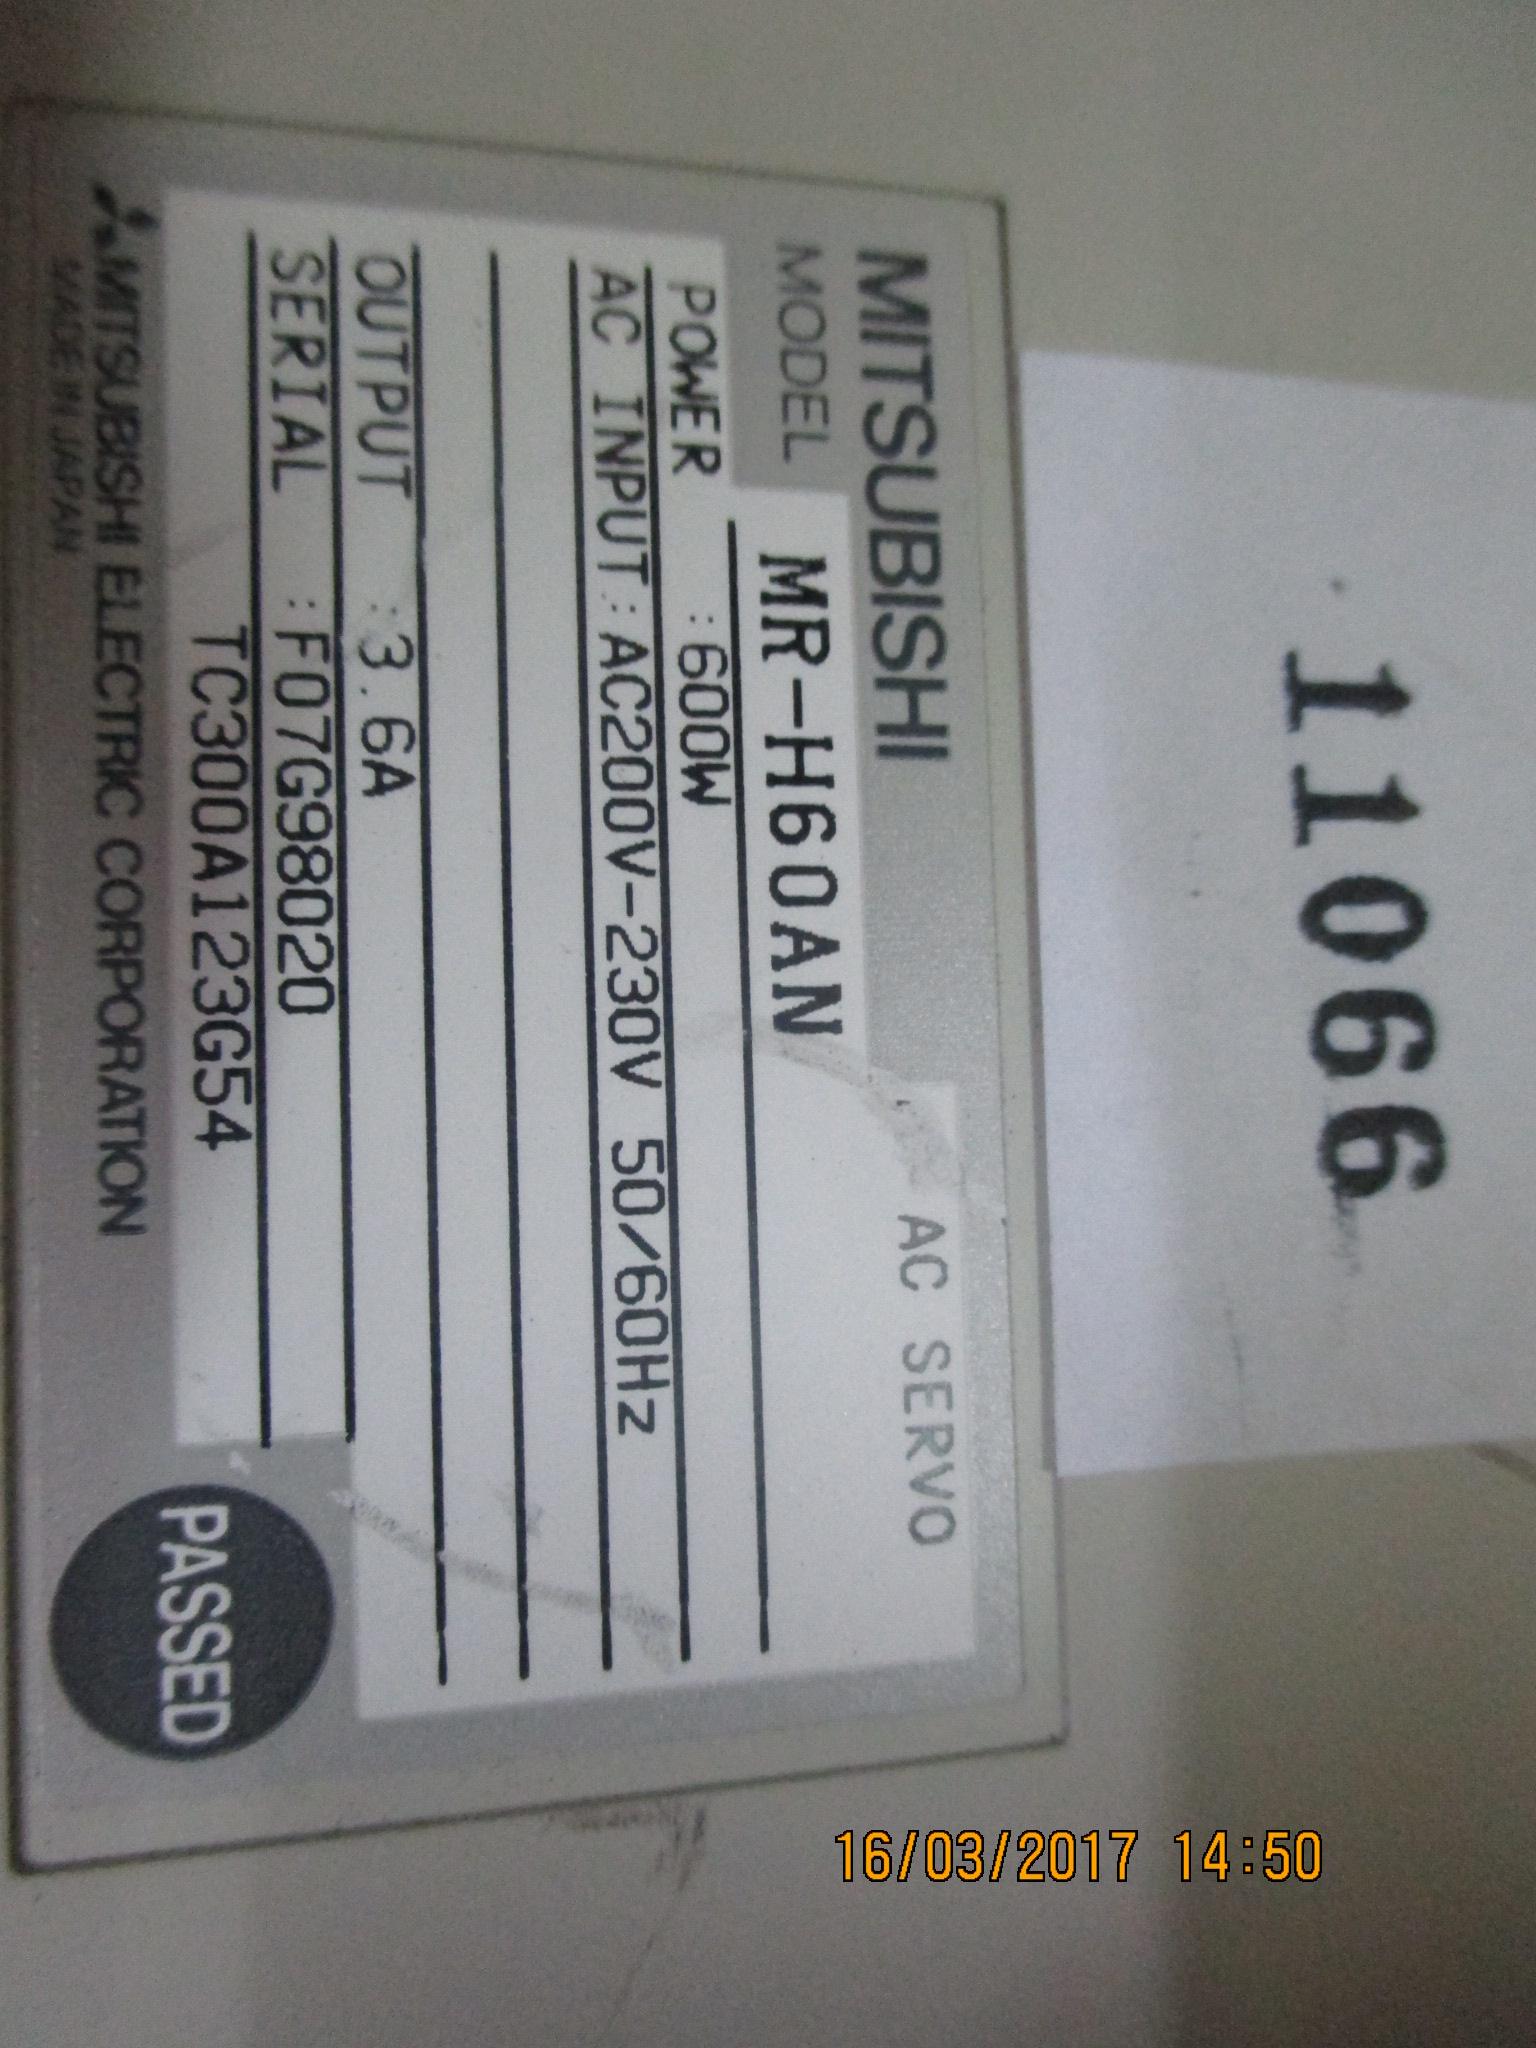 11066
MITSUBISHI AC SERVO
MODEL MR-H60AN
POWER :600W
AC INPUT:AC200V-230V 50/60Hz
OUTPUT :3.6A
SERIAL :F07G98020
TC300A123G54
MITSUBISHI ELECTRIC CORPORATION
MADE IN JAPAN
PASSED
16/03/2017 14:50